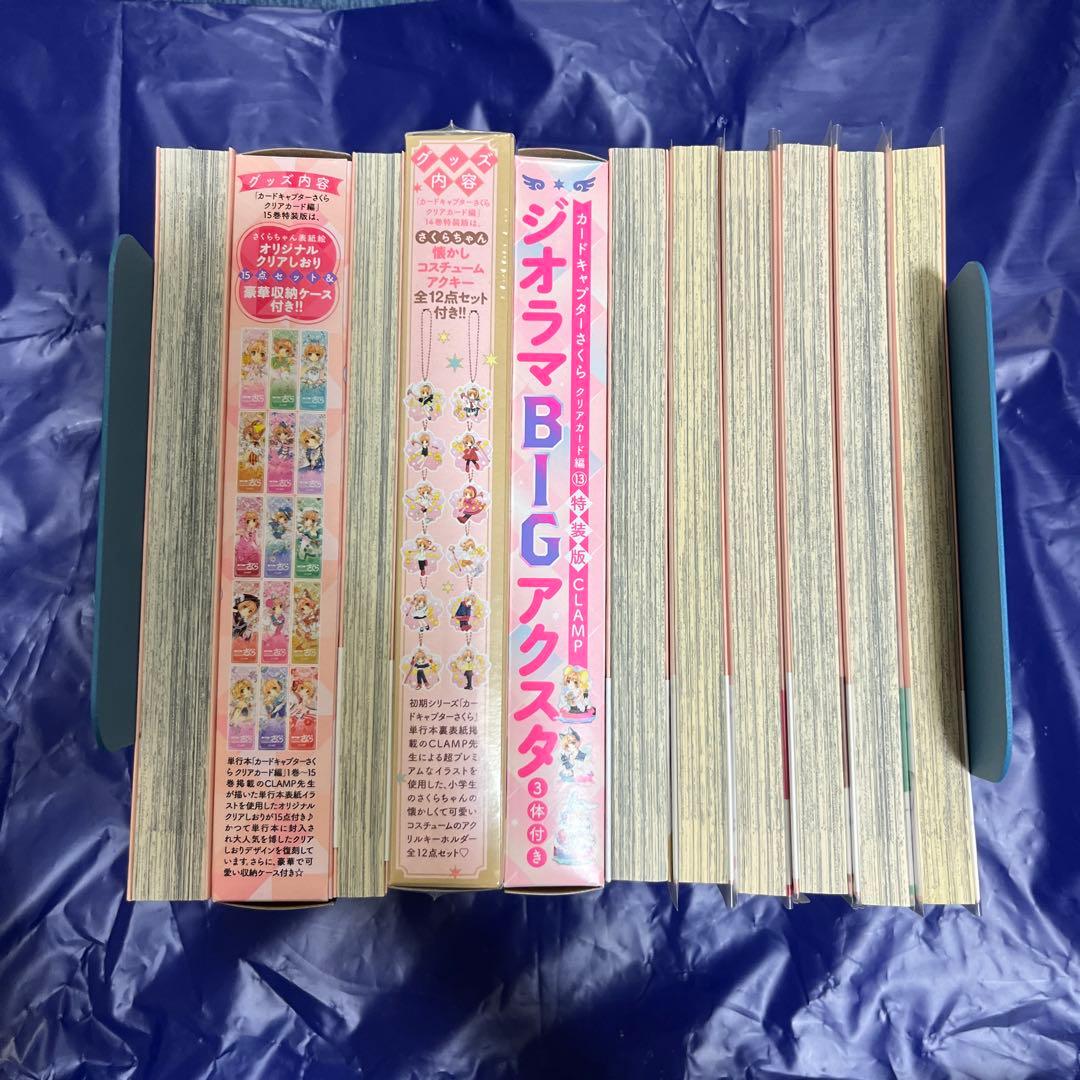 グッズ内容
「カードキャプターさくら
クリアカード編」
15巻特装版は、
さくらちゃん表紙絵
オリジナル
クリアしおり
15点セット&
豪華収納ケース
付き!!
単行本「カードキャプターさく
ら クリアカード編」1巻〜15
巻掲載のCLAMP先生
が描いた単行本表紙イラ
ストを使用したオリジナル
クリアしおりが15点付き♪
かつて単行本に封入さ
れ大人気を博したクリア
しおりデザインを復刻して
います。さらに、豪華で可
愛い収納ケース付き☆
グッズ
内容
「カードキャプターさくら
クリアカード編」
14巻特装版は、
さくらちゃん
懐かし
コスチューム
アクキー
全12点セット
付き!!
初期シリーズ「カー
ドキャプターさくら」
単行本裏表紙掲
載のCLAMP先
生による超プレミ
アムなイラストを
使用した、小学生
のさくらちゃんの
懐かしくて可愛い
コスチュームのアク
リルキーホルダー
全12点セット♡
カードキャプターさくら クリアカード編 ⑬ 特装版 CLAMP
ジオラマBIGアクスタ3体付き